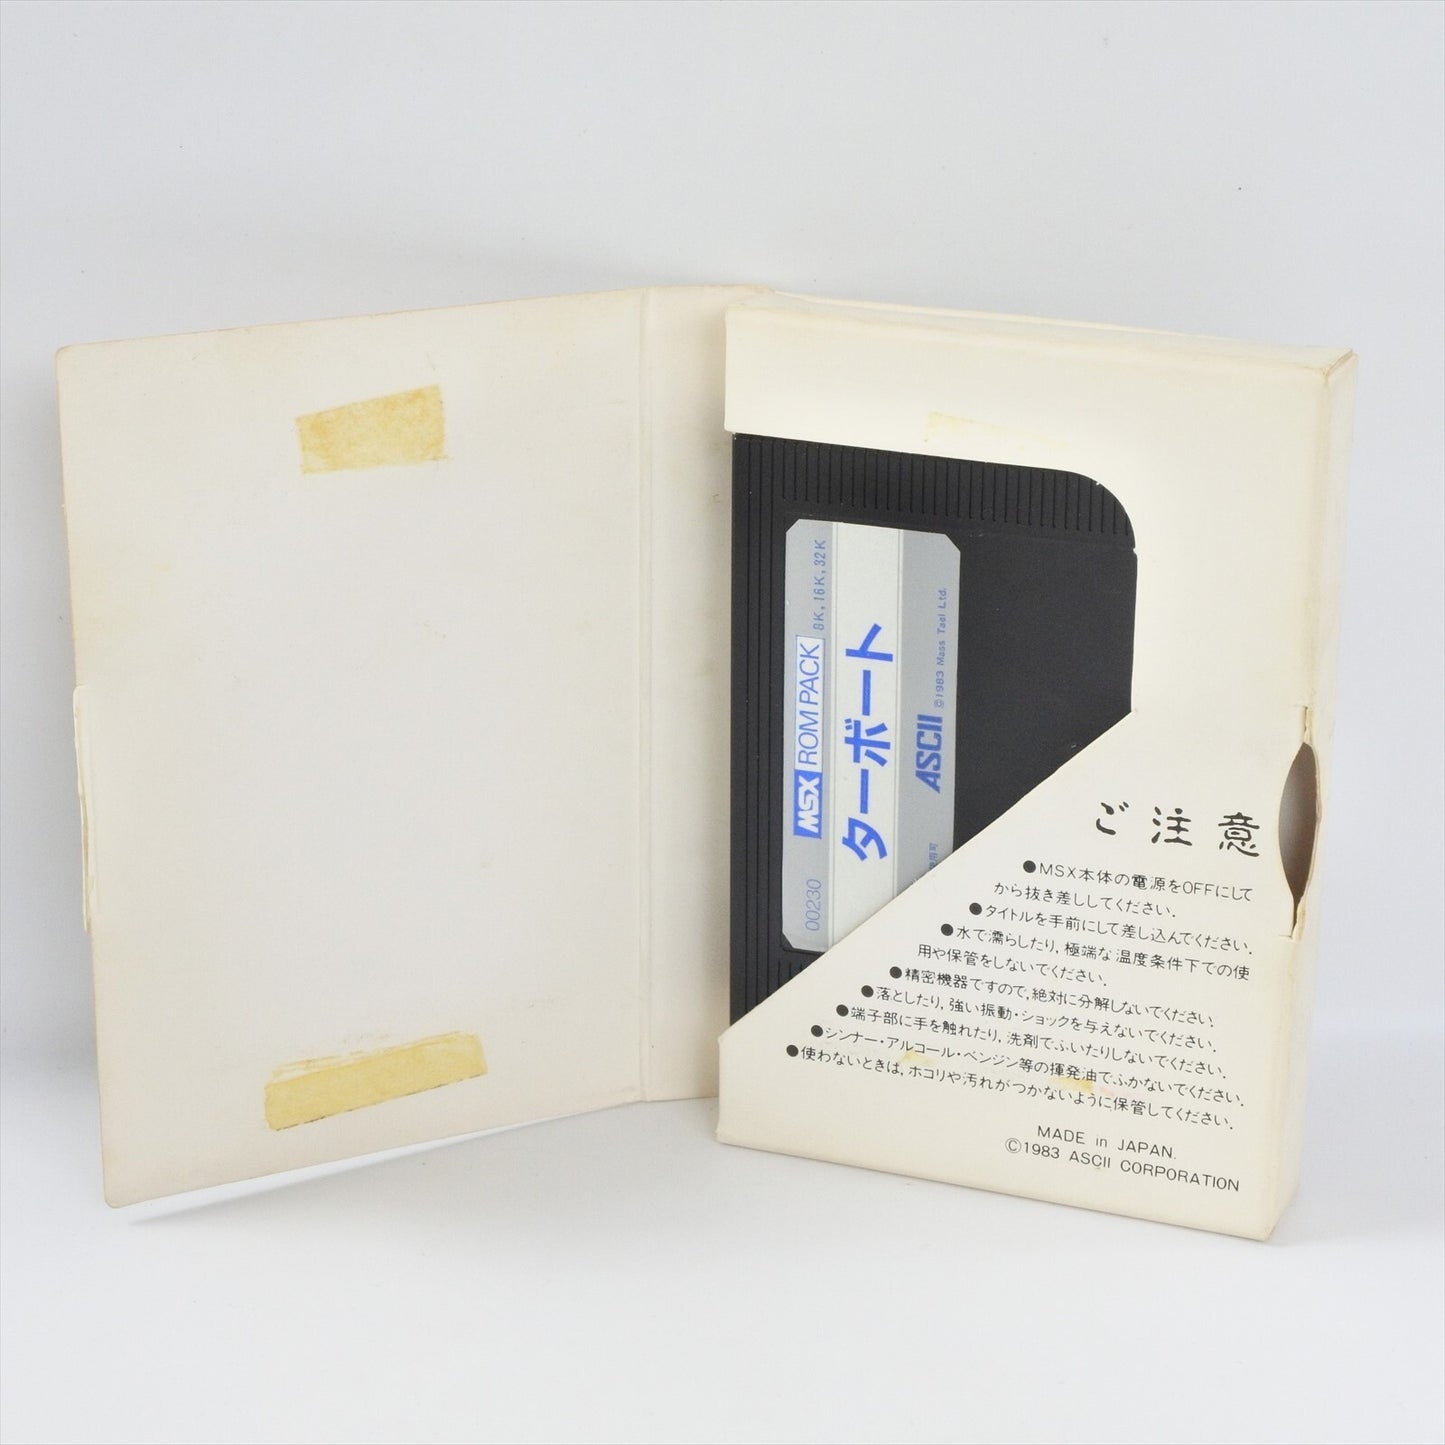 00230 MSX ROM PACK 8K, 16K, 32K
ターボート
用可 ASCII ©1983 Mass Tael Ltd.
ご注意
●MSX本体の電源をOFFにして
から抜き差ししてください.
●タイトルを手前にして差し込んでください.
●水で濡らしたり,極端な温度条件下での使
用や保管をしないでください.
●精密機器ですので,絶対に分解しないでください.
●落としたり,強い振動・ショックを与えないでください.
●端子部に手を触れたり,洗剤でふいたりしないでください.
●シンナー・アルコール・ベンジン等の揮発油でふかないでください.
●使わないときは,ホコリや汚れがつかないように保管してください.
MADE in JAPAN.
©1983 ASCII CORPORATION